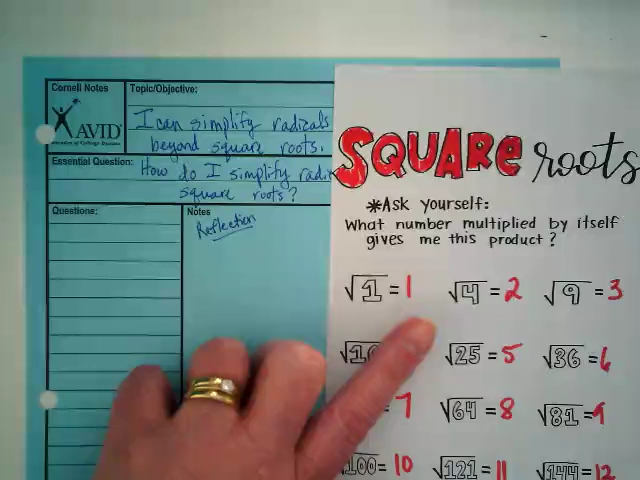 Cornell Notes
Topic/Objective:
I can simplify radicals
beyond square roots.
AVID
Essential Question:
How do I simplify
square roots?
Questions:
Notes
Reflection
SQUARE roots
*Ask yourself:
What number multiplied by itself
gives me this product?
√1 = 1 √4 = 2 √9 = 3
√25 = 5 √36 = 6
= 7 √64 = 8 √81 = 9
√100 = 10 √121 = 11 √144 = 12